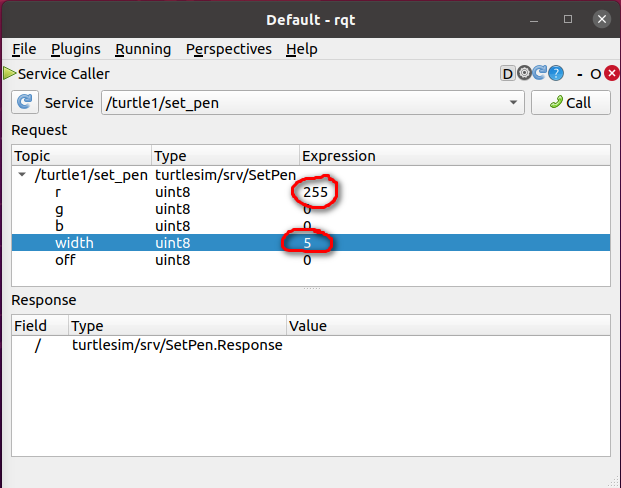 Default - rqt
File Plugins Running Perspectives Help
Service Caller D ? - O
Service /turtle1/set_pen Call
Request
Topic Type Expression
/turtle1/set_pen turtlesim/srv/SetPen
r uint8 255
g uint8 0
b uint8 0
width uint8 5
off uint8 0
Response
Field Type Value
/ turtlesim/srv/SetPen.Response